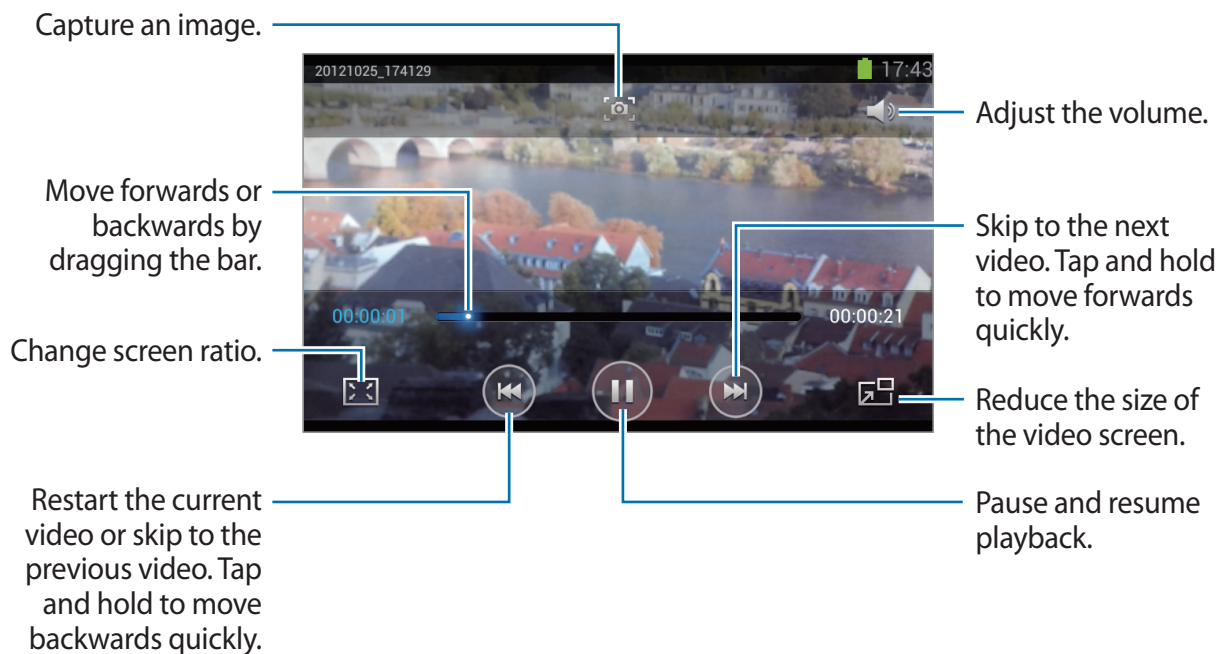 Capture an image.
20121025_174129
17:43
Adjust the volume.
Move forwards or
backwards by
dragging the bar.
Skip to the next
video. Tap and hold
to move forwards
quickly.
00:00:01
00:00:21
Change screen ratio.
Reduce the size of
the video screen.
Restart the current
video or skip to the
previous video. Tap
and hold to move
backwards quickly.
Pause and resume
playback.